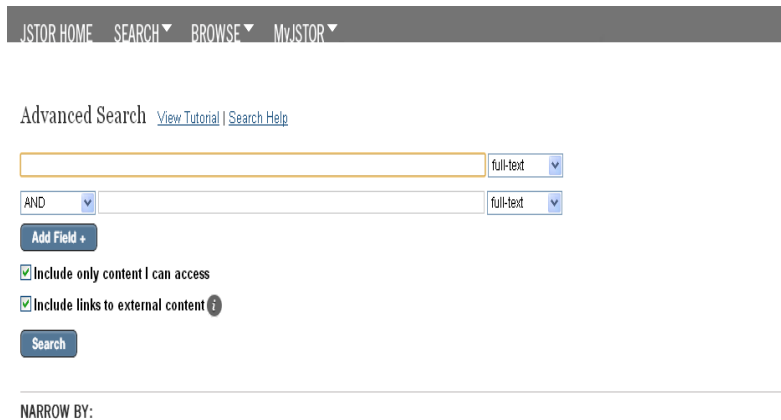 JSTOR HOME SEARCH BROWSE MyJSTOR
Advanced Search View Tutorial | Search Help
full-text
AND full-text
Add Field +
Include only content I can access
Include links to external content i
Search
NARROW BY: